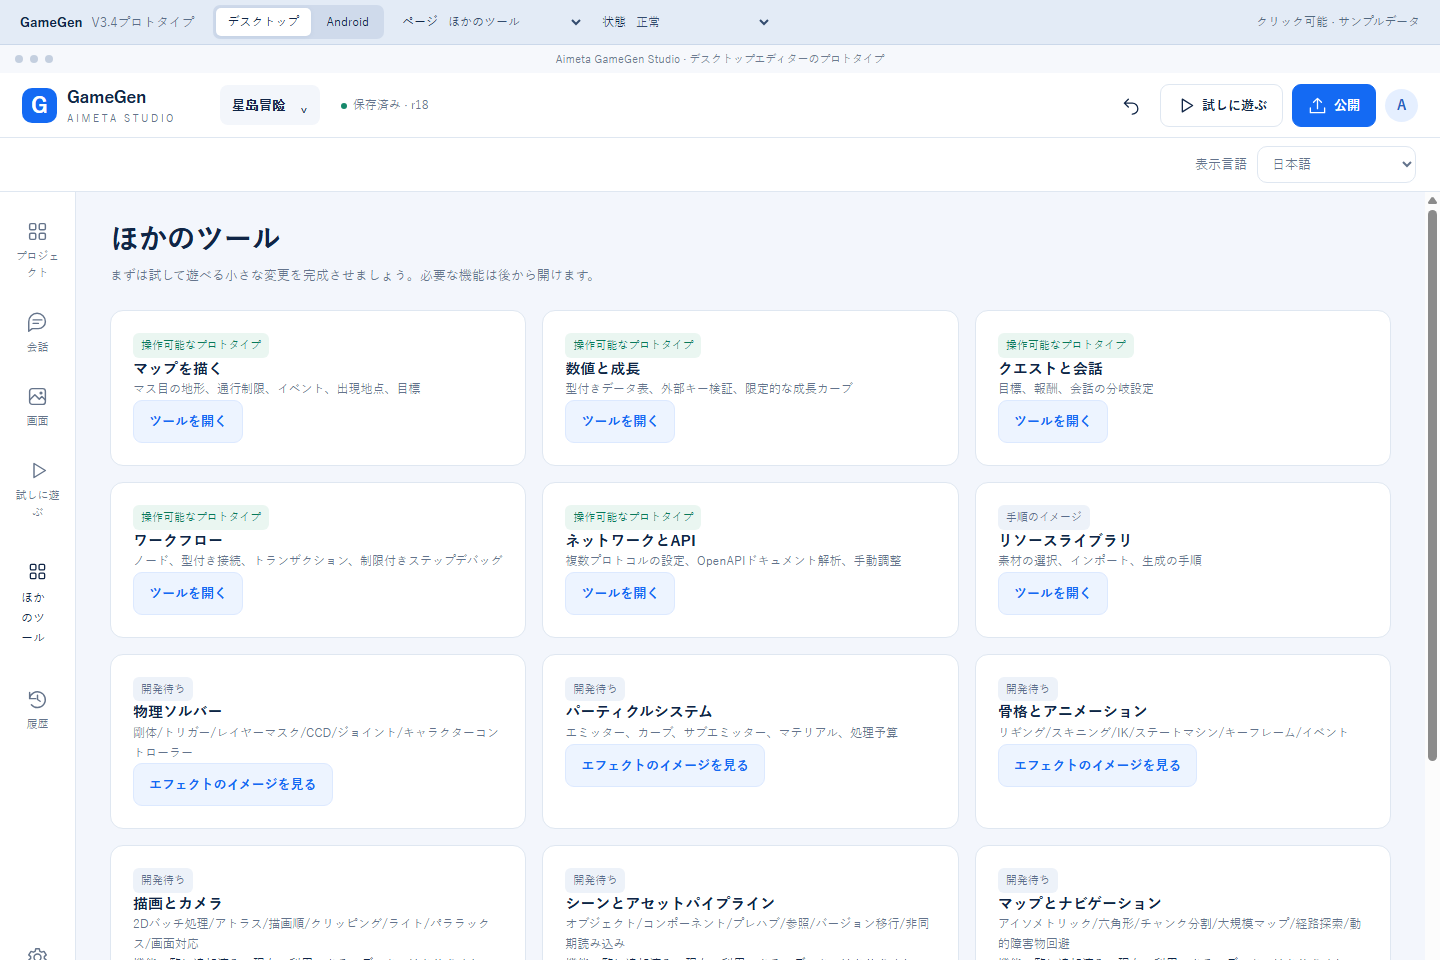 GameGen V3.4プロトタイプ デスクトップ Android ページ ほかのツール 状態 正常 クリック可能 · サンプルデータ
Aimeta GameGen Studio · デスクトップエディターのプロトタイプ
G GameGen
AIMETA STUDIO
星岛冒险 保存済み · r18 試しに遊ぶ 公開 A
表示言語 日本語
プロジェ
クト
会話
画面
試しに遊
ぶ
ほか
のツ
ール
履歴
ほかのツール
まずは試して遊べる小さな変更を完成させましょう。必要な機能は後から開けます。
操作可能なプロトタイプ
マップを描く
マス目の地形、通行制限、イベント、出現地点、目標
ツールを開く
操作可能なプロトタイプ
数値と成長
型付きデータ表、外部キー検証、限定的な成長カーブ
ツールを開く
操作可能なプロトタイプ
クエストと会話
目標、報酬、会話の分岐設定
ツールを開く
操作可能なプロトタイプ
ワークフロー
ノード、型付き接続、トランザクション、制限付きステップデバッグ
ツールを開く
操作可能なプロトタイプ
ネットワークとAPI
複数プロトコルの設定、OpenAPIドキュメント解析、手動調整
ツールを開く
手順のイメージ
リソースライブラリ
素材の選択、インポート、生成の手順
ツールを開く
開発待ち
物理ソルバー
剛体/トリガー/レイヤーマスク/CCD/ジョイント/キャラクターコン
トローラー
エフェクトのイメージを見る
開発待ち
パーティクルシステム
エミッター、カーブ、サブエミッター、マテリアル、処理予算
エフェクトのイメージを見る
開発待ち
骨格とアニメーション
リギング/スキニング/IK/ステートマシン/キーフレーム/イベント
エフェクトのイメージを見る
開発待ち
描画とカメラ
2Dバッチ処理/アトラス/描画順/クリッピング/ライト/パララック
ス/画面対応
開発待ち
シーンとアセットパイプライン
オブジェクト/コンポーネント/プレハブ/参照/バージョン移行/非同
期読み込み
開発待ち
マップとナビゲーション
アイソメトリック/六角形/チャンク分割/大規模マップ/経路探索/動
的障害物回避